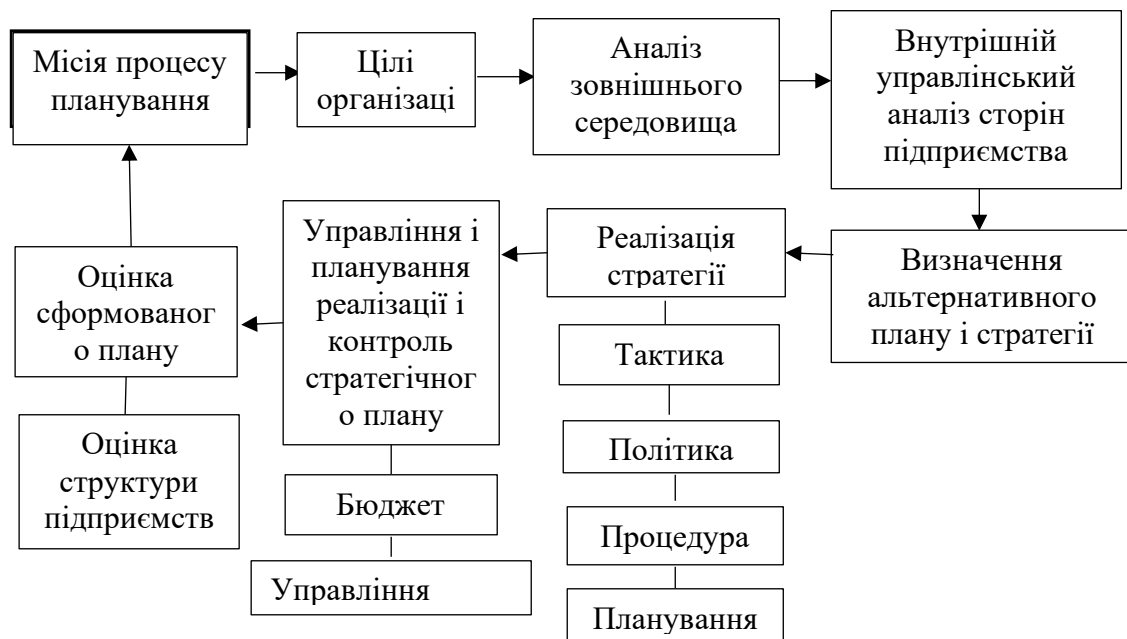 Місія процесу
планування
Цілі
організаці
Аналіз
зовнішнього
середовища
Внутрішній
управлінський
аналіз сторін
підприємства
Визначення
альтернативного
плану і стратегії
Реалізація
стратегії
Тактика
Політика
Процедура
Планування
Управління і
планування
реалізації і
контроль
стратегічног
о плану
Бюджет
Управління
Оцінка
сформованог
о плану
Оцінка
структури
підприємств